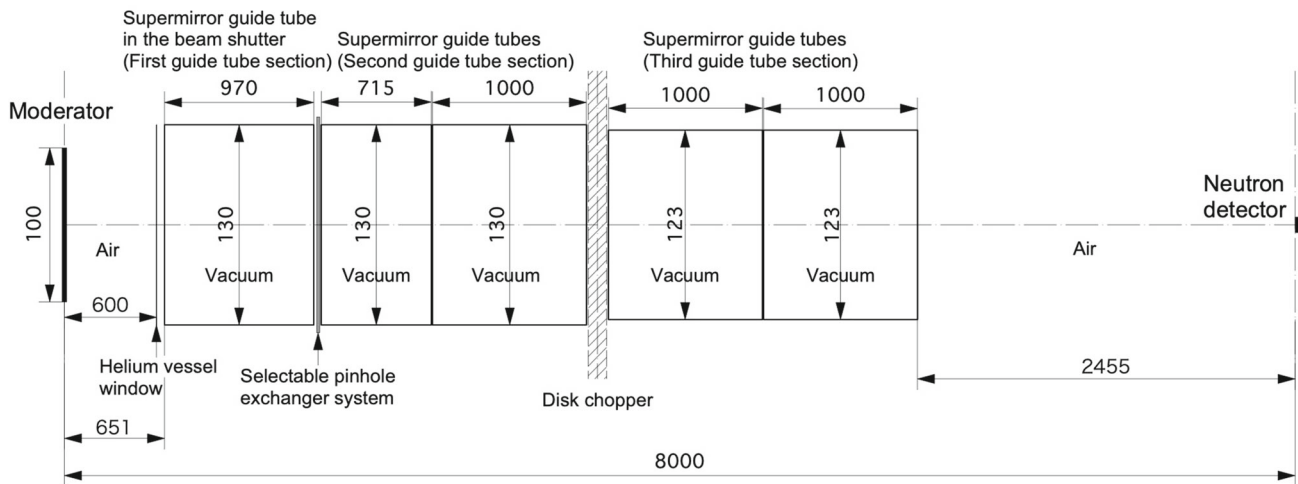 Supermirror guide tube
in the beam shutter
(First guide tube section)
Supermirror guide tubes
(Second guide tube section)
Supermirror guide tubes
(Third guide tube section)
970
715
1000
1000
1000
Moderator
100
130
130
130
123
123
Neutron
detector
Air
Vacuum
Vacuum
Vacuum
Vacuum
Vacuum
Air
600
Helium vessel
window
Selectable pinhole
exchanger system
Disk chopper
2455
651
8000